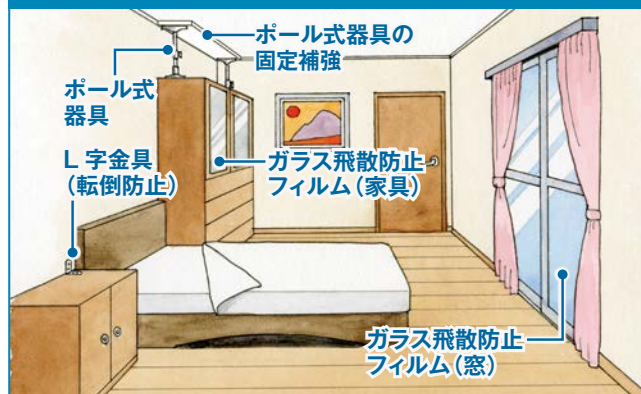 ポール式器具の
固定補強
ポール式
器具
L字金具
（転倒防止）
ガラス飛散防止
フィルム（家具）
ガラス飛散防止
フィルム（窓）